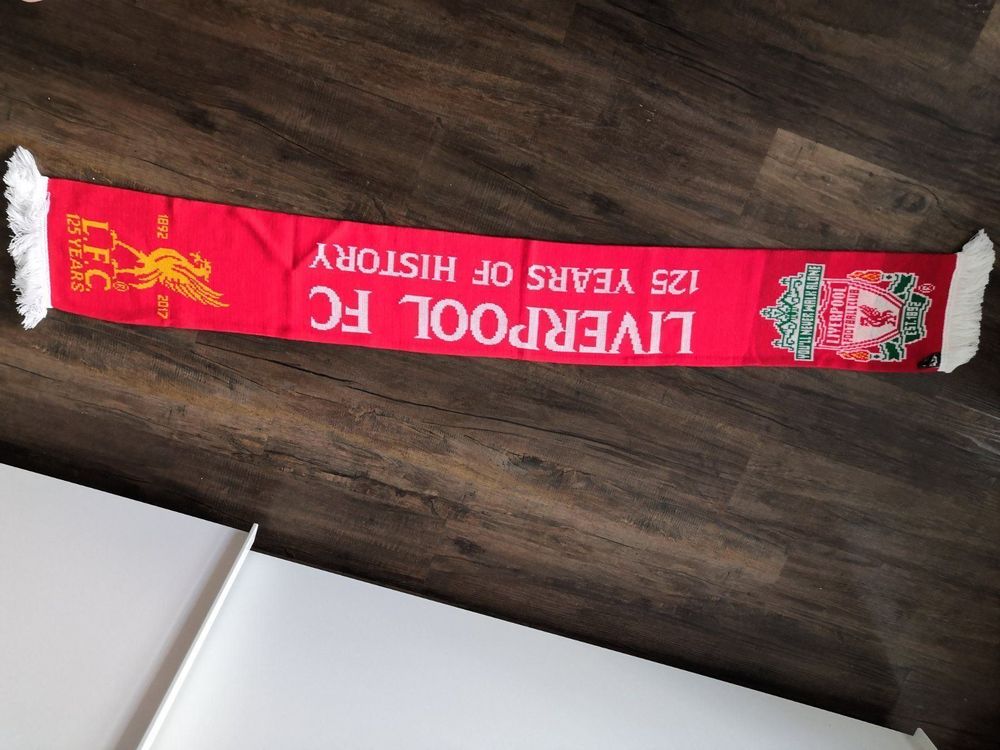 YOU'LL NEVER WALK ALONE
LIVERPOOL
FOOTBALL CLUB
EST·1892
LIVERPOOL FC
125 YEARS OF HISTORY
1892
2017
L.F.C.
®
125 YEARS